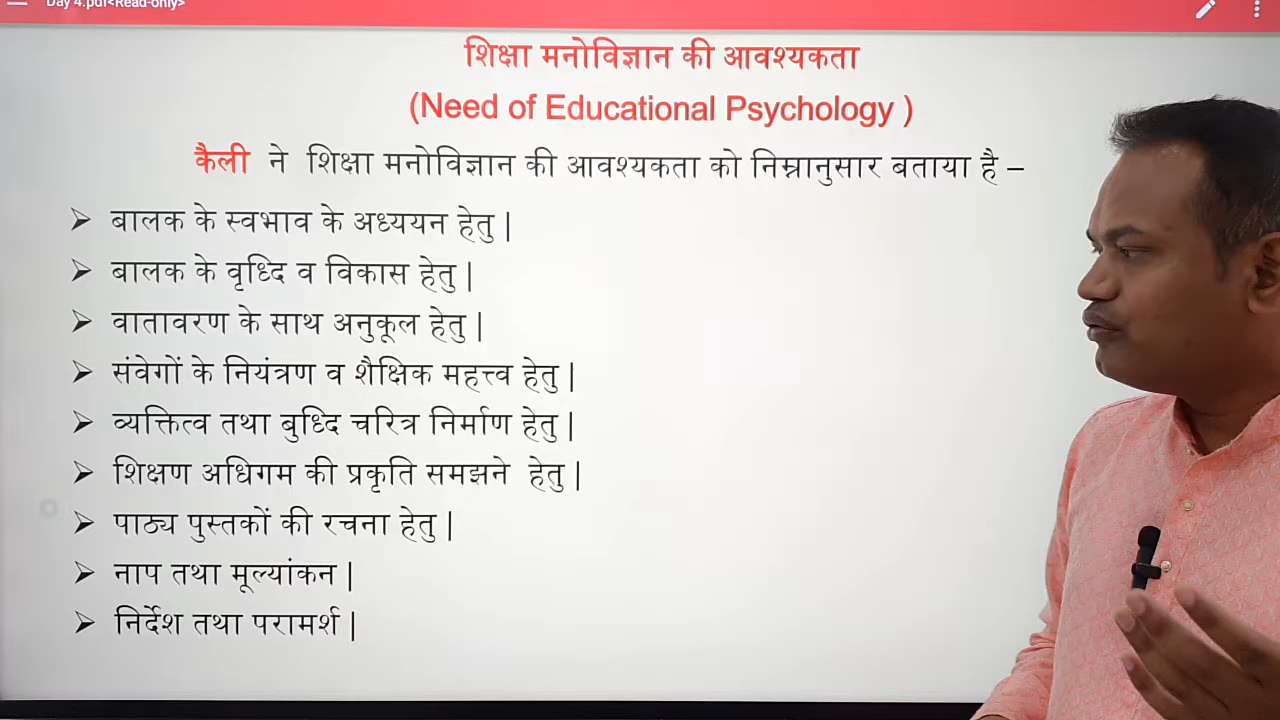 Day 4.pdf<Read-only>
शिक्षा मनोविज्ञान की आवश्यकता
(Need of Educational Psychology )
कैली ने शिक्षा मनोविज्ञान की आवश्यकता को निम्नानुसार बताया है –
➢ बालक के स्वभाव के अध्ययन हेतु |
➢ बालक के वृध्दि व विकास हेतु |
➢ वातावरण के साथ अनुकूल हेतु |
➢ संवेगों के नियंत्रण व शैक्षिक महत्त्व हेतु |
➢ व्यक्तित्व तथा बुध्दि चरित्र निर्माण हेतु |
➢ शिक्षण अधिगम की प्रकृति समझने हेतु |
➢ पाठ्य पुस्तकों की रचना हेतु |
➢ नाप तथा मूल्यांकन |
➢ निर्देश तथा परामर्श |